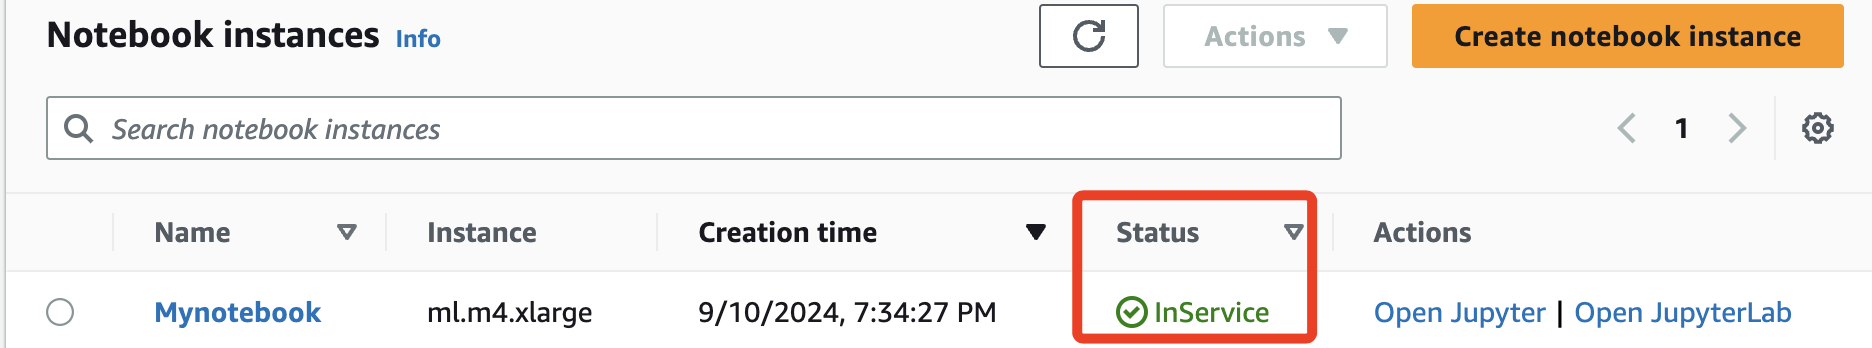 Notebook instances Info
Actions
Create notebook instance
Search notebook instances
1
Name Instance Creation time Status Actions
Mynotebook ml.m4.xlarge 9/10/2024, 7:34:27 PM InService Open Jupyter | Open JupyterLab